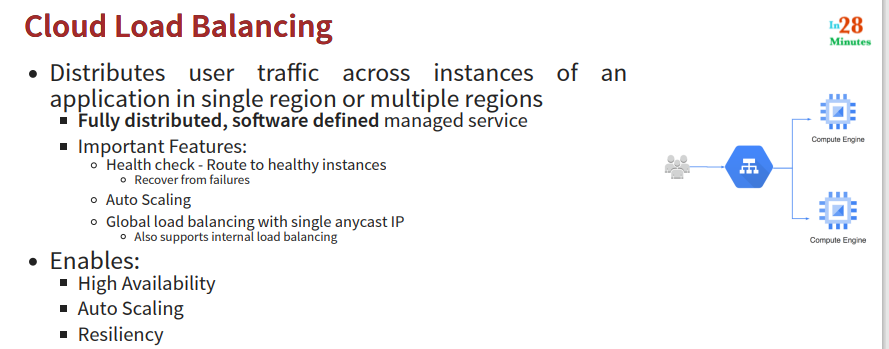 Cloud Load Balancing
In28
Minutes
Distributes user traffic across instances of an
application in single region or multiple regions
Fully distributed, software defined managed service
Important Features:
Health check - Route to healthy instances
Recover from failures
Auto Scaling
Global load balancing with single anycast IP
Also supports internal load balancing
Enables:
High Availability
Auto Scaling
Resiliency
Compute Engine
Compute Engine